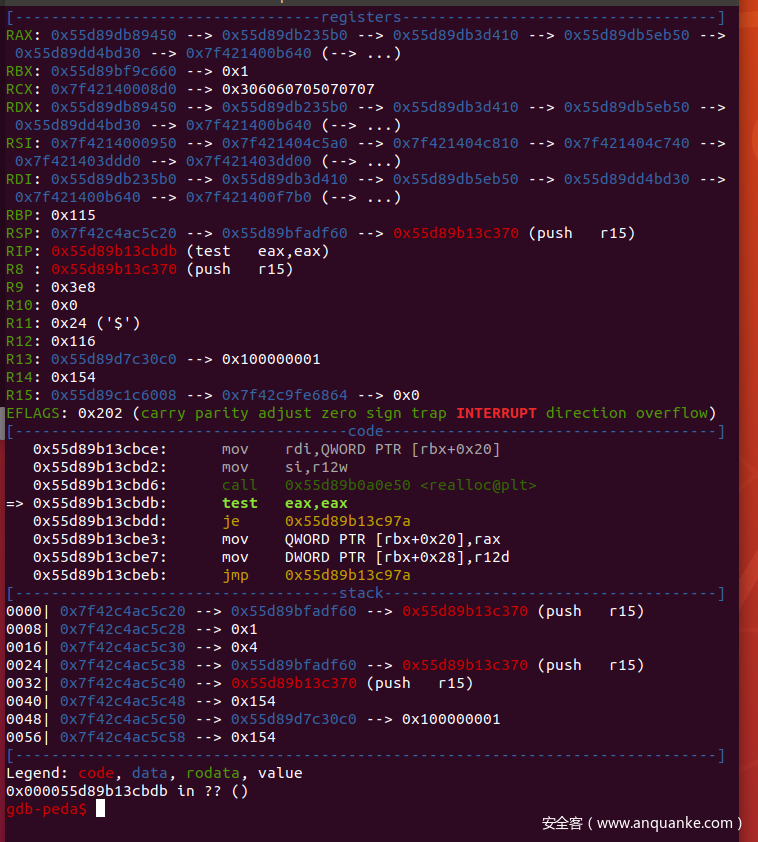 [----------------------------------registers-----------------------------------]
RAX: 0x55d89db89450 --> 0x55d89db235b0 --> 0x55d89db3d410 --> 0x55d89db5eb50 -->
 0x55d89dd4bd30 --> 0x7f421400b640 (--> ...)
RBX: 0x55d89bf9c660 --> 0x1
RCX: 0x7f42140008d0 --> 0x306060705070707
RDX: 0x55d89db89450 --> 0x55d89db235b0 --> 0x55d89db3d410 --> 0x55d89db5eb50 -->
 0x55d89dd4bd30 --> 0x7f421400b640 (--> ...)
RSI: 0x7f4214000950 --> 0x7f421404c5a0 --> 0x7f421404c810 --> 0x7f421404c740 -->
 0x7f421403ddd0 --> 0x7f421403dd00 (--> ...)
RDI: 0x55d89db235b0 --> 0x55d89db3d410 --> 0x55d89db5eb50 --> 0x55d89dd4bd30 -->
 0x7f421400b640 --> 0x7f421400f7b0 (--> ...)
RBP: 0x115
RSP: 0x7f42c4ac5c20 --> 0x55d89bfadf60 --> 0x55d89b13c370 (push   r15)
RIP: 0x55d89b13cbdb (test   eax,eax)
R8 : 0x55d89b13c370 (push   r15)
R9 : 0x3e8
R10: 0x0
R11: 0x24 ('$')
R12: 0x116
R13: 0x55d89d7c30c0 --> 0x100000001
R14: 0x154
R15: 0x55d89c1c6008 --> 0x7f42c9fe6864 --> 0x0
EFLAGS: 0x202 (carry parity adjust zero sign trap INTERRUPT direction overflow)
[-------------------------------------code-------------------------------------]
   0x55d89b13cbce:	mov    rdi,QWORD PTR [rbx+0x20]
   0x55d89b13cbd2:	mov    si,r12w
   0x55d89b13cbd6:	call   0x55d89b0a0e50 <realloc@plt>
=> 0x55d89b13cbdb:	test   eax,eax
   0x55d89b13cbdd:	je     0x55d89b13c97a
   0x55d89b13cbe3:	mov    QWORD PTR [rbx+0x20],rax
   0x55d89b13cbe7:	mov    DWORD PTR [rbx+0x28],r12d
   0x55d89b13cbeb:	jmp    0x55d89b13c97a
[------------------------------------stack-------------------------------------]
0000| 0x7f42c4ac5c20 --> 0x55d89bfadf60 --> 0x55d89b13c370 (push   r15)
0008| 0x7f42c4ac5c28 --> 0x1
0016| 0x7f42c4ac5c30 --> 0x4
0024| 0x7f42c4ac5c38 --> 0x55d89bfadf60 --> 0x55d89b13c370 (push   r15)
0032| 0x7f42c4ac5c40 --> 0x55d89b13c370 (push   r15)
0040| 0x7f42c4ac5c48 --> 0x154
0048| 0x7f42c4ac5c50 --> 0x55d89d7c30c0 --> 0x100000001
0056| 0x7f42c4ac5c58 --> 0x154
[------------------------------------------------------------------------------]
Legend: code, data, rodata, value
0x000055d89b13cbdb in ?? ()
gdb-peda$
安全客 ( www.anquanke.com )